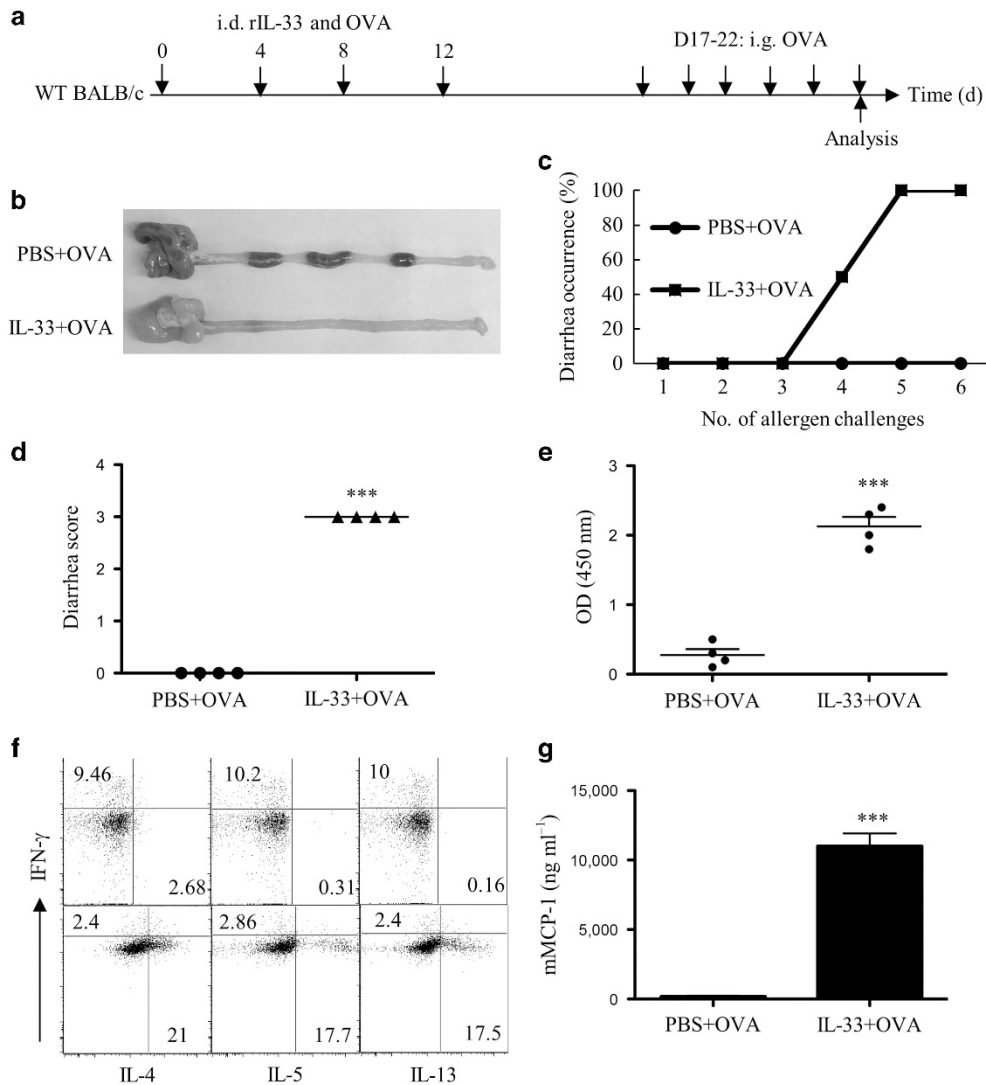 a
i.d. rIL-33 and OVA
D17-22: i.g. OVA
0 4 8 12
WT BALB/c
Time (d)
Analysis
b
PBS+OVA
IL-33+OVA
c
Diarrhea occurrence (%)
100
80
60
40
20
0
PBS+OVA
IL-33+OVA
1 2 3 4 5 6
No. of allergen challenges
d
Diarrhea score
4
3
2
1
0
***
PBS+OVA IL-33+OVA
e
OD (450 nm)
3
2
1
0
***
PBS+OVA IL-33+OVA
f
IFN-γ
9.46 10.2 10
2.68 0.31 0.16
2.4 2.86 2.4
21 17.7 17.5
IL-4 IL-5 IL-13
g
mMCP-1 (ng ml⁻¹)
15,000
10,000
5,000
0
***
PBS+OVA IL-33+OVA